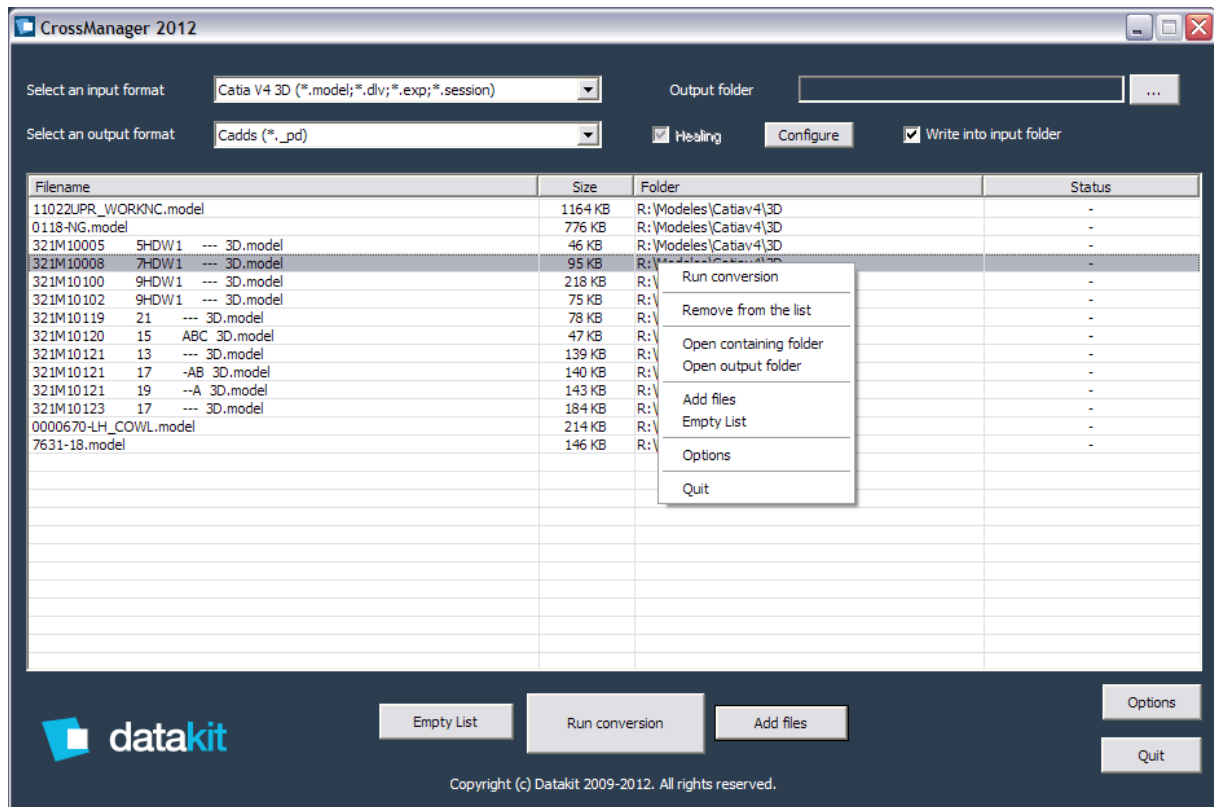 CrossManager 2012
Select an input format Catia V4 3D (*.model;*.dlv;*.exp;*.session) Output folder ...
Select an output format Cadds (*._pd) Healing Configure Write into input folder
Filename Size Folder Status
11022UPR_WORKNC.model 1164 KB R:\Modeles\Catiav4\3D -
0118-NG.model 776 KB R:\Modeles\Catiav4\3D -
321M10005 5HDW1 --- 3D.model 46 KB R:\Modeles\Catiav4\3D -
321M10008 7HDW1 --- 3D.model 95 KB R:\Modeles\Catiav4\3D -
321M10100 9HDW1 --- 3D.model 218 KB R:\ -
321M10102 9HDW1 --- 3D.model 75 KB R:\ -
321M10119 21 --- 3D.model 78 KB R:\ -
321M10120 15 ABC 3D.model 47 KB R:\ -
321M10121 13 --- 3D.model 139 KB R:\ -
321M10121 17 -AB 3D.model 140 KB R:\ -
321M10121 19 --A 3D.model 143 KB R:\ -
321M10123 17 --- 3D.model 184 KB R:\ -
0000670-LH_COWL.model 214 KB R:\ -
7631-18.model 146 KB R:\ -
Run conversion
Remove from the list
Open containing folder
Open output folder
Add files
Empty List
Options
Quit
datakit
Empty List Run conversion Add files Options
Quit
Copyright (c) Datakit 2009-2012. All rights reserved.